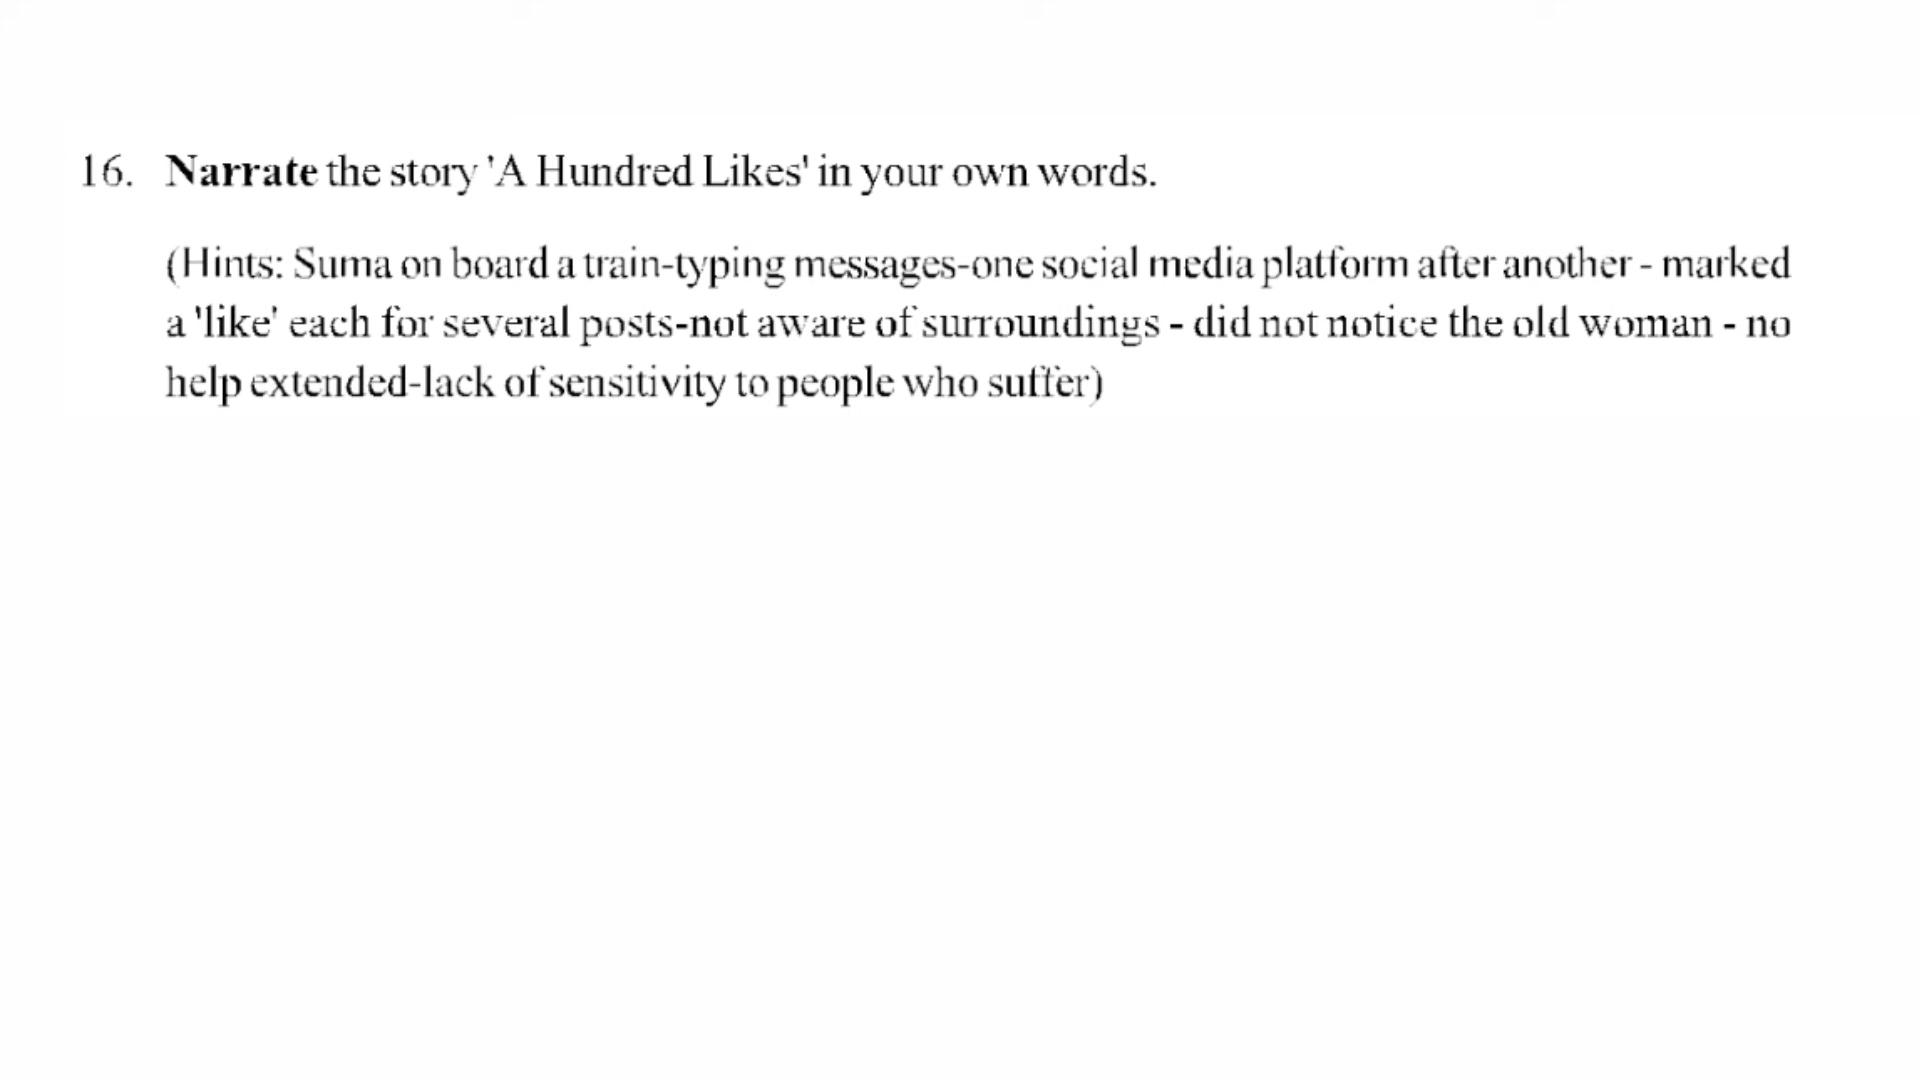 16. Narrate the story 'A Hundred Likes' in your own words.
(Hints: Suma on board a train-typing messages-one social media platform after another - marked
a 'like' each for several posts-not aware of surroundings - did not notice the old woman - no
help extended-lack of sensitivity to people who suffer)